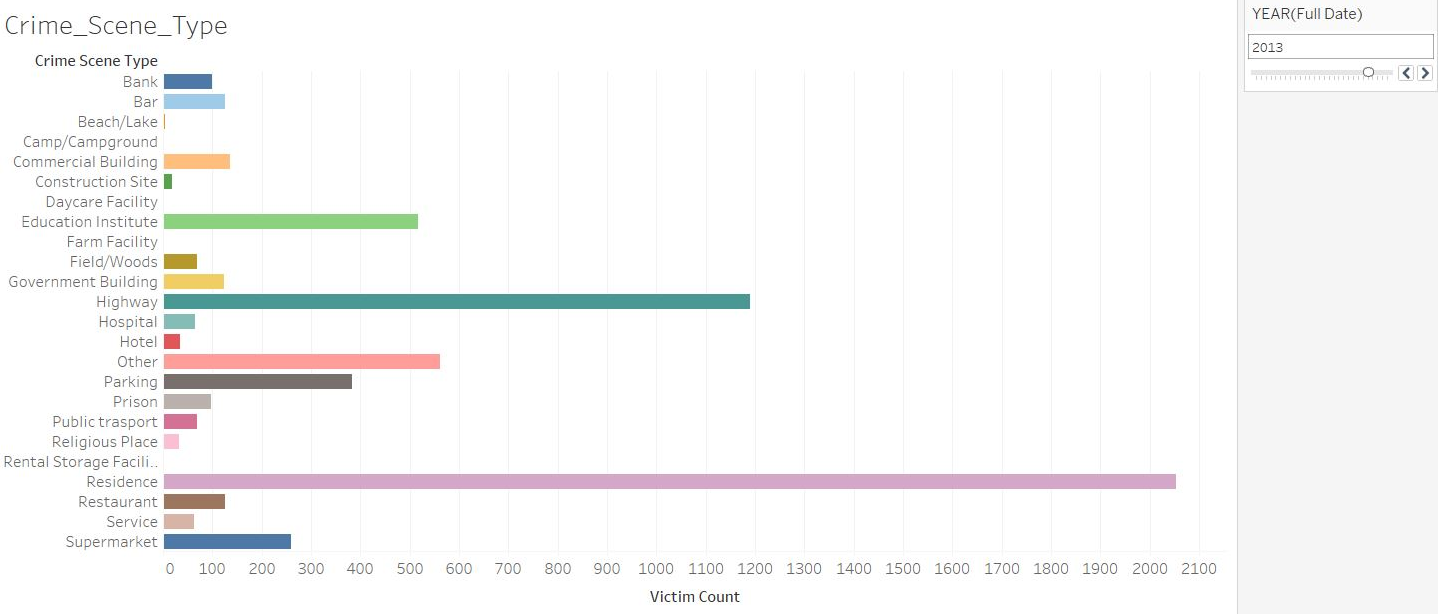 Crime_Scene_Type
Crime Scene Type
Bank
Bar
Beach/Lake
Camp/Campground
Commercial Building
Construction Site
Daycare Facility
Education Institute
Farm Facility
Field/Woods
Government Building
Highway
Hospital
Hotel
Other
Parking
Prison
Public trasport
Religious Place
Rental Storage Facili..
Residence
Restaurant
Service
Supermarket
0 100 200 300 400 500 600 700 800 900 1000 1100 1200 1300 1400 1500 1600 1700 1800 1900 2000 2100
Victim Count
YEAR(Full Date)
2013